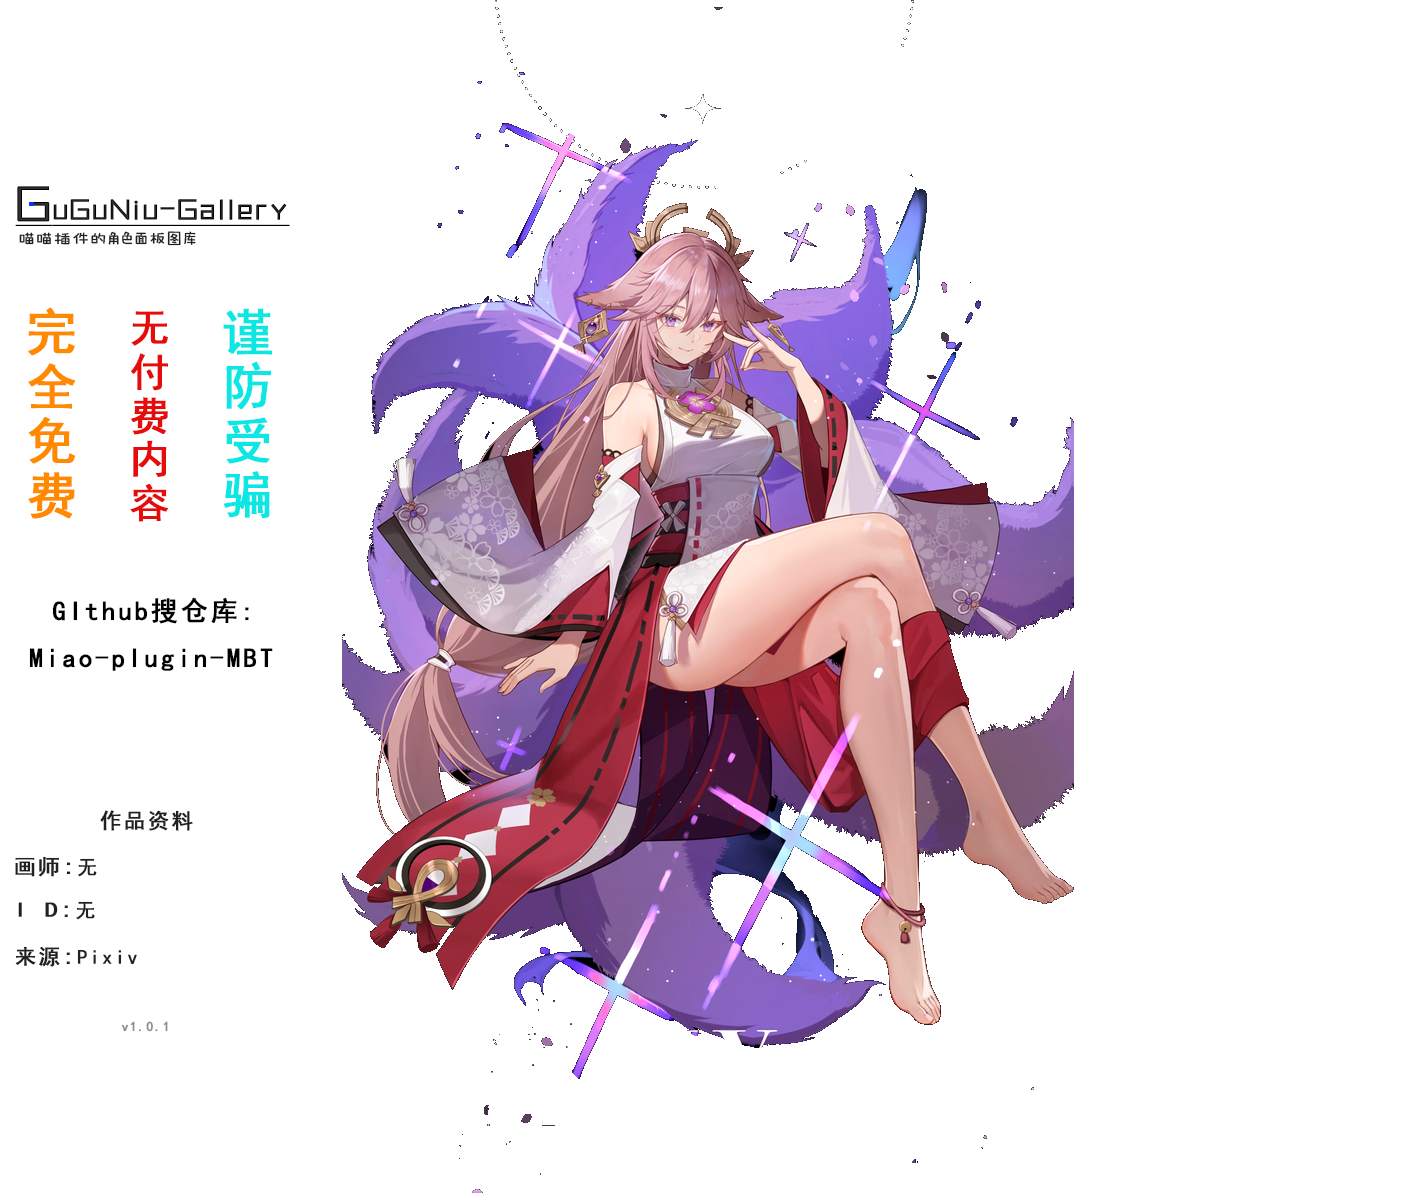 GuGuNiu-Gallery
喵喵插件的角色面板图库
完全免费
无付费内容
谨防受骗
GIthub搜仓库:
Miao-plugin-MBT
作品资料
画师:无
I D:无
来源:Pixiv
v1.0.1